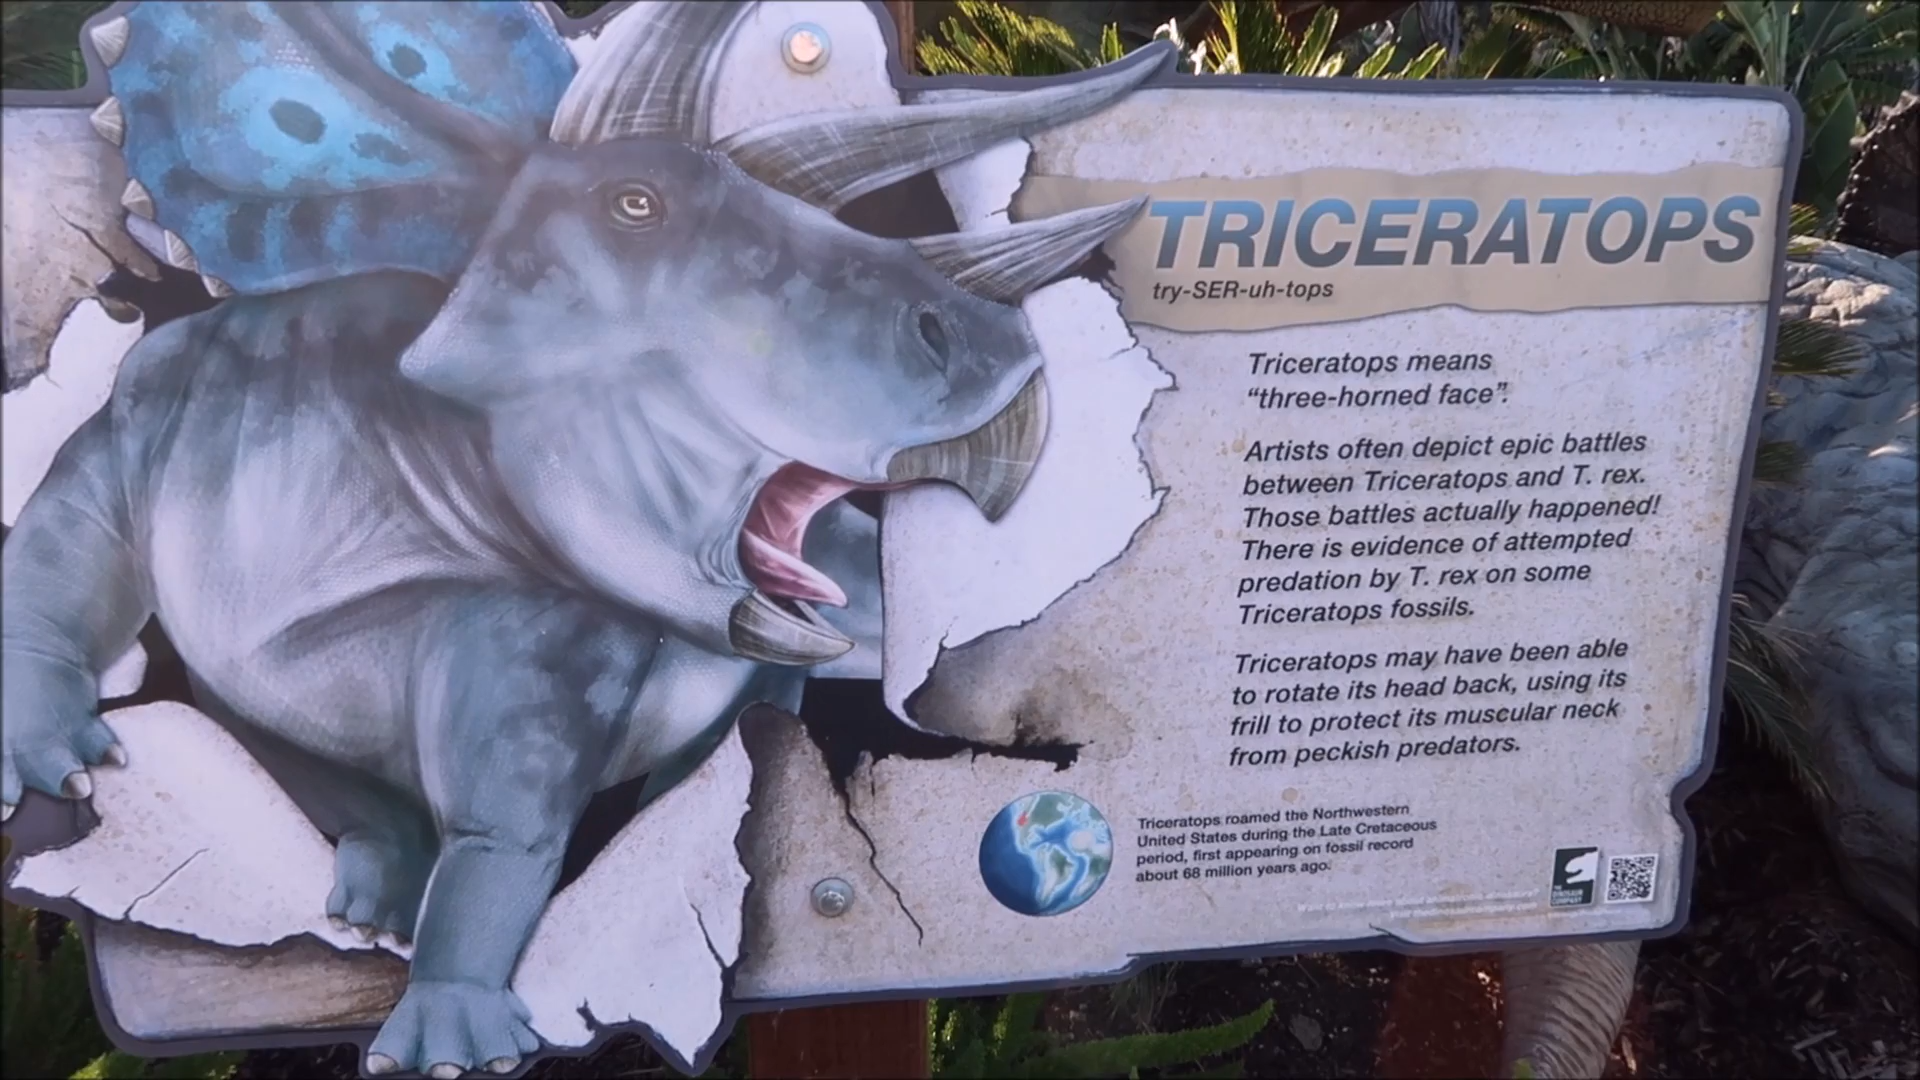 TRICERATOPS
try-SER-uh-tops
Triceratops means
“three-horned face”.
Artists often depict epic battles
between Triceratops and T. rex.
Those battles actually happened!
There is evidence of attempted
predation by T. rex on some
Triceratops fossils.
Triceratops may have been able
to rotate its head back, using its
frill to protect its muscular neck
from peckish predators.
Triceratops roamed the Northwestern
United States during the Late Cretaceous
period, first appearing on fossil record
about 68 million years ago.
THE
DINOSAUR
COMPANY